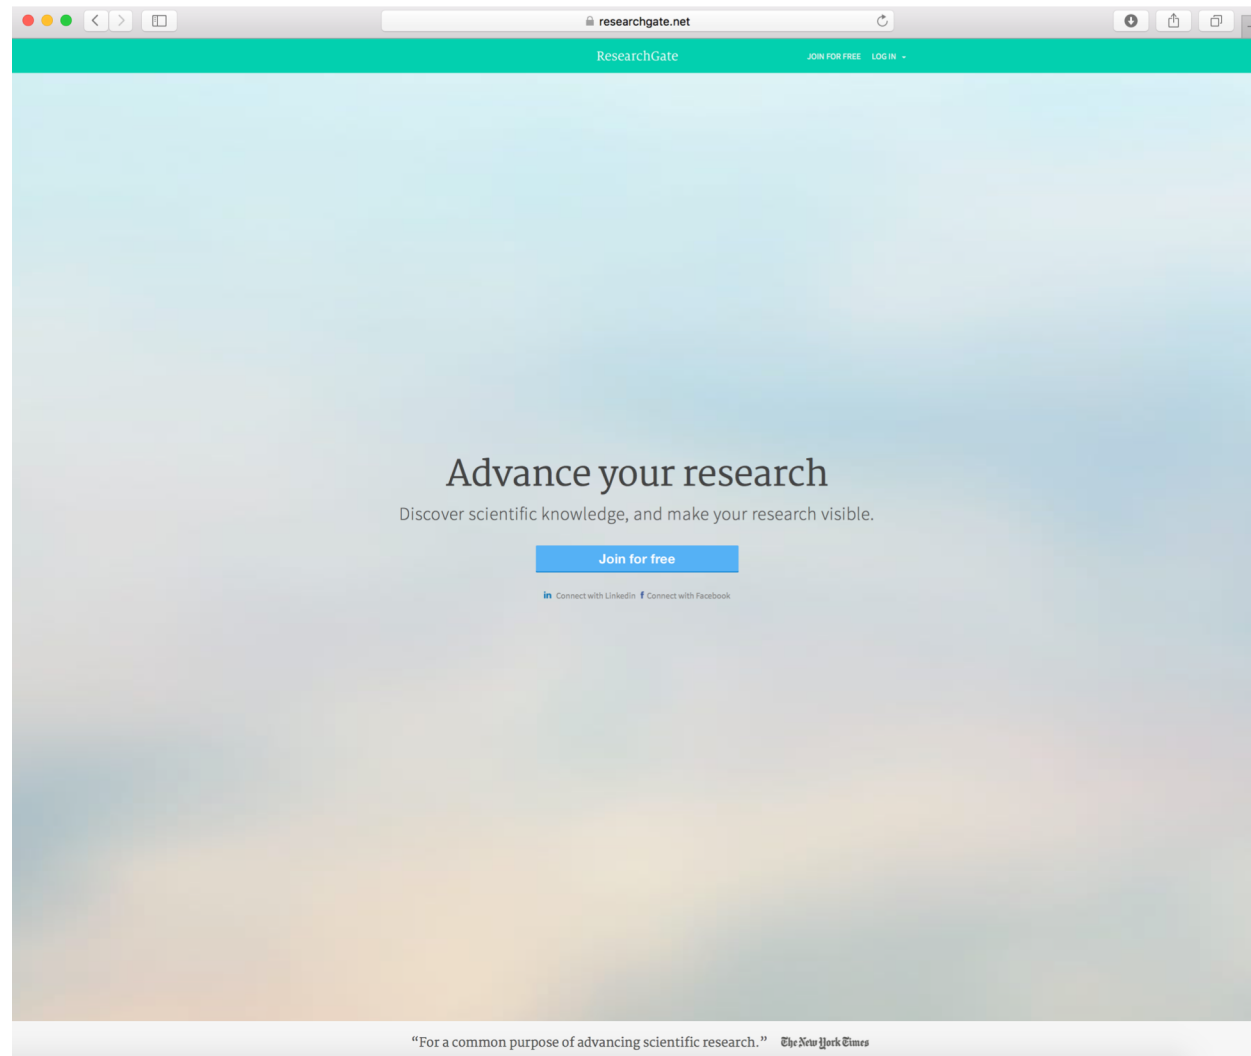 researchgate.net
ResearchGate JOIN FOR FREE LOG IN
Advance your research
Discover scientific knowledge, and make your research visible.
Join for free
in Connect with LinkedIn f Connect with Facebook
“For a common purpose of advancing scientific research.” The New York Times